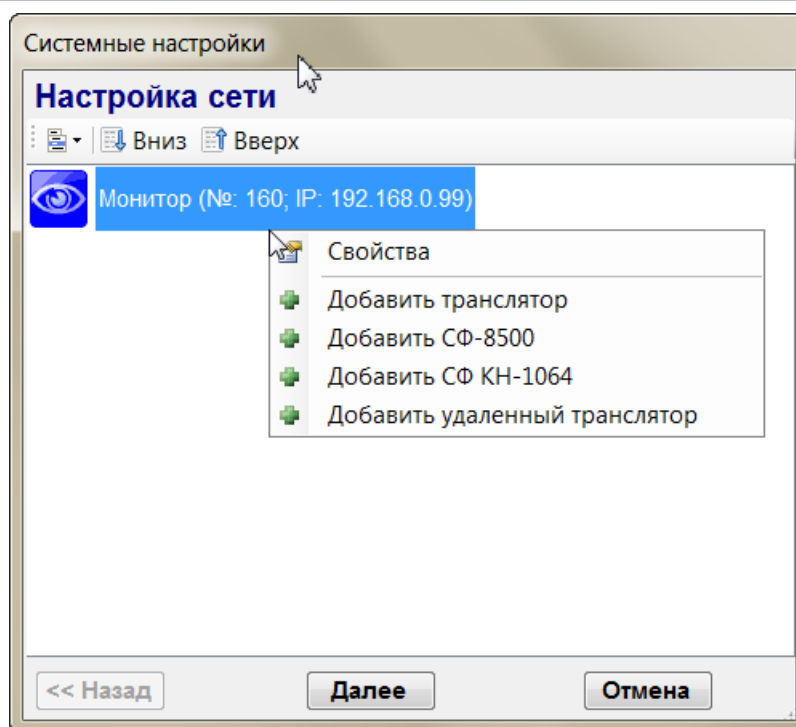 Системные настройки
Настройка сети
Вниз Вверх
Монитор (№: 160; IP: 192.168.0.99)
Свойства
Добавить транслятор
Добавить СФ-8500
Добавить СФ КН-1064
Добавить удаленный транслятор
<< Назад Далее Отмена